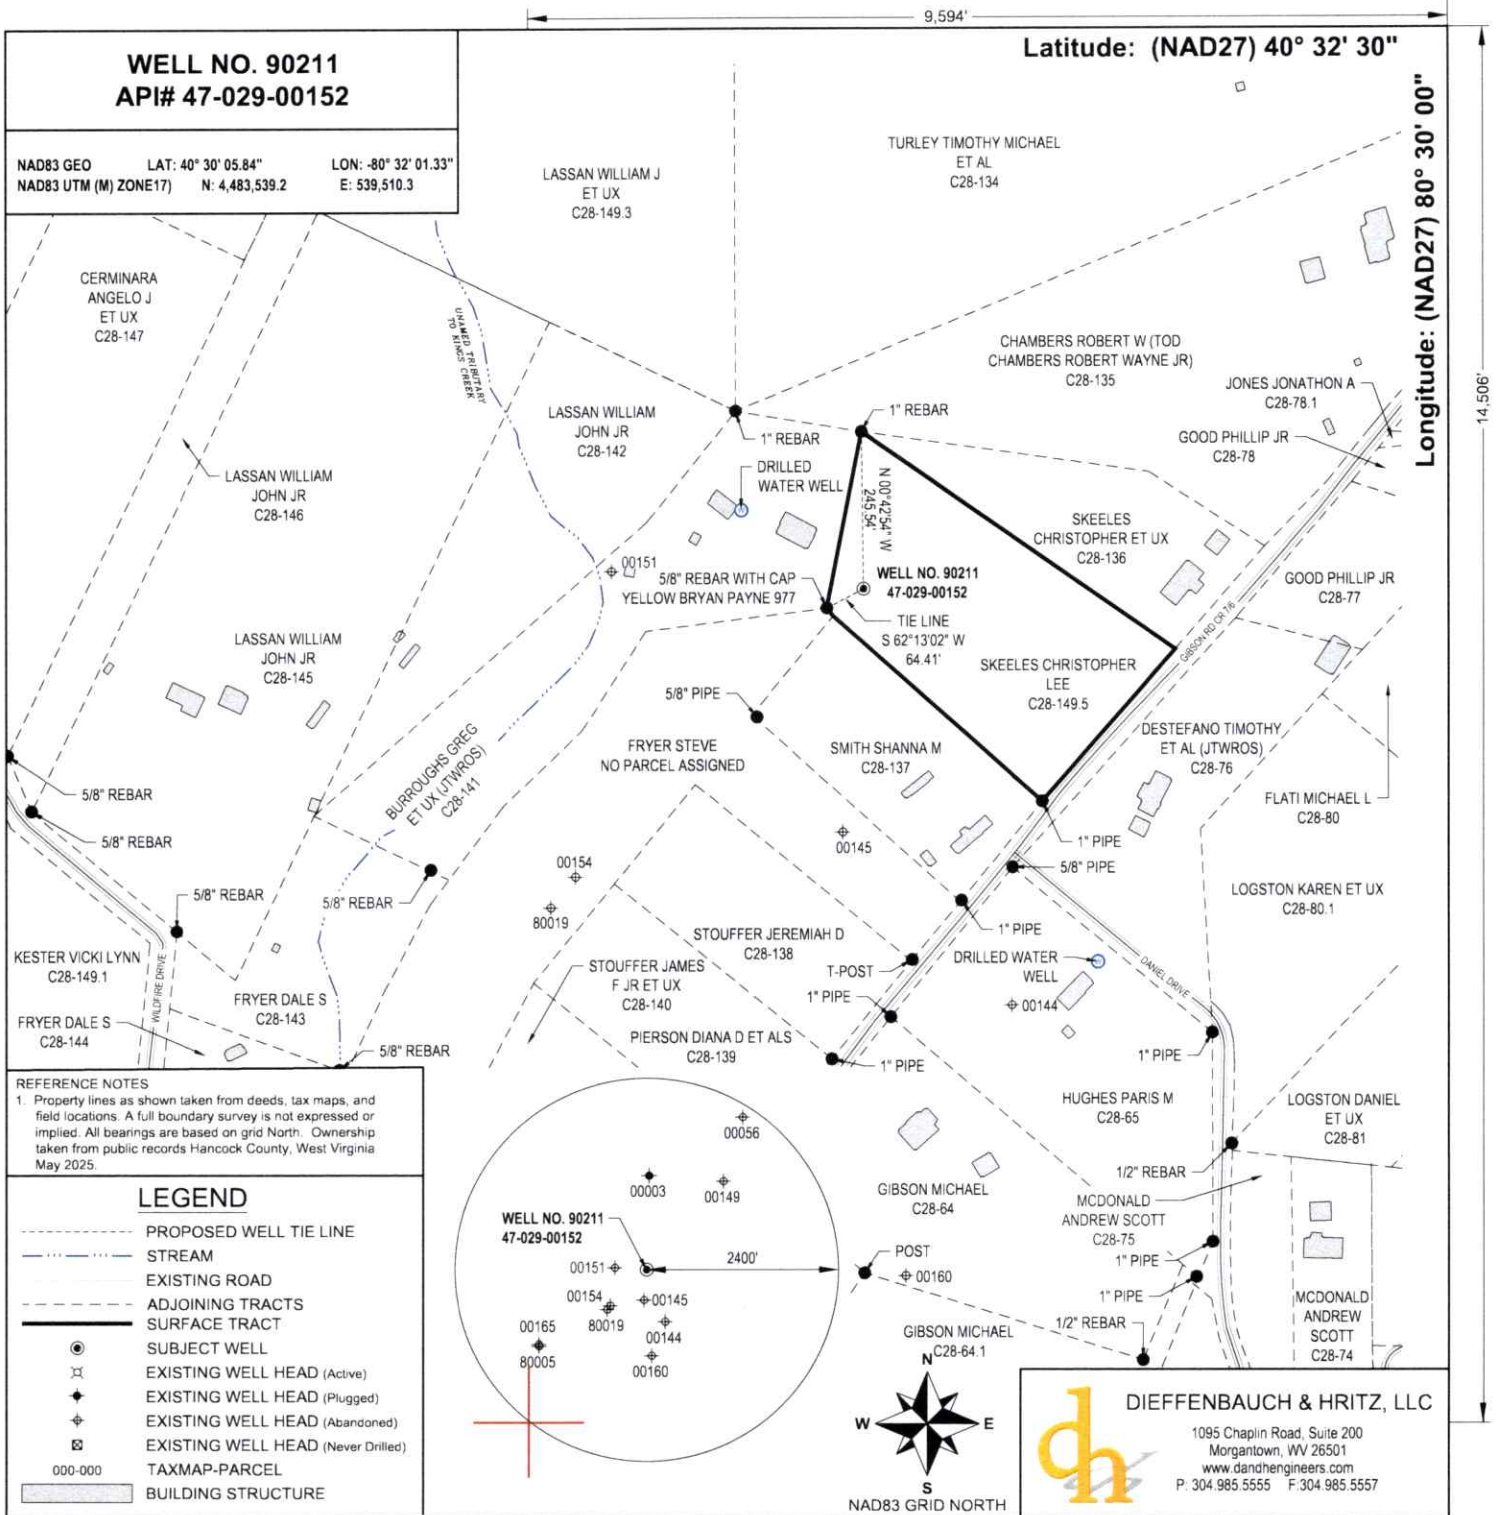 9,594'
WELL NO. 90211
API# 47-029-00152
NAD83 GEO LAT: 40° 30' 05.84" LON: -80° 32' 01.33"
NAD83 UTM (M) ZONE17) N: 4,483,539.2 E: 539,510.3
Latitude: (NAD27) 40° 32' 30"
Longitude: (NAD27) 80° 30' 00"
14,506'
TURLEY TIMOTHY MICHAEL
ET AL
C28-134
LASSAN WILLIAM J
ET UX
C28-149.3
CERMINARA
ANGELO J
ET UX
C28-147
UNAMED TRIBUTARY
TO KINGS CREEK
CHAMBERS ROBERT W (TOD
CHAMBERS ROBERT WAYNE JR)
C28-135
JONES JONATHON A
C28-78.1
GOOD PHILLIP JR
C28-78
LASSAN WILLIAM
JOHN JR
C28-142
1" REBAR
1" REBAR
DRILLED
WATER WELL
LASSAN WILLIAM
JOHN JR
C28-146
N 00°42'54" W
245.54'
SKEELES
CHRISTOPHER ET UX
C28-136
00151
5/8" REBAR WITH CAP
YELLOW BRYAN PAYNE 977
WELL NO. 90211
47-029-00152
GOOD PHILLIP JR
C28-77
GIBSON RD CR 7/6
TIE LINE
S 62°13'02" W
64.41'
LASSAN WILLIAM
JOHN JR
C28-145
SKEELES CHRISTOPHER
LEE
C28-149.5
5/8" PIPE
FRYER STEVE
NO PARCEL ASSIGNED
SMITH SHANNA M
C28-137
DESTEFANO TIMOTHY
ET AL (JTWROS)
C28-76
BURROUGHS GREG
ET UX (JTWROS)
C28-141
FLATI MICHAEL L
C28-80
5/8" REBAR
5/8" REBAR
00145
1" PIPE
5/8" PIPE
00154
80019
5/8" REBAR
5/8" REBAR
LOGSTON KAREN ET UX
C28-80.1
STOUFFER JEREMIAH D
C28-138
1" PIPE
T-POST
DRILLED WATER
WELL
DANIEL DRIVE
KESTER VICKI LYNN
C28-149.1
WILDFIRE DRIVE
STOUFFER JAMES
F JR ET UX
C28-140
FRYER DALE S
C28-143
1" PIPE
00144
FRYER DALE S
C28-144
5/8" REBAR
PIERSON DIANA D ET ALS
C28-139
1" PIPE
1" PIPE
REFERENCE NOTES
1. Property lines as shown taken from deeds, tax maps, and
field locations. A full boundary survey is not expressed or
implied. All bearings are based on grid North. Ownership
taken from public records Hancock County, West Virginia
May 2025.
HUGHES PARIS M
C28-65
LOGSTON DANIEL
ET UX
C28-81
1/2" REBAR
GIBSON MICHAEL
C28-64
MCDONALD
ANDREW SCOTT
C28-75
POST
00160
1" PIPE
1" PIPE
1/2" REBAR
MCDONALD
ANDREW
SCOTT
C28-74
GIBSON MICHAEL
C28-64.1
00056
00003
00149
WELL NO. 90211
47-029-00152
2400'
00151
00154
00145
80019
00144
00165
80005
00160
LEGEND
PROPOSED WELL TIE LINE
STREAM
EXISTING ROAD
ADJOINING TRACTS
SURFACE TRACT
SUBJECT WELL
EXISTING WELL HEAD (Active)
EXISTING WELL HEAD (Plugged)
EXISTING WELL HEAD (Abandoned)
EXISTING WELL HEAD (Never Drilled)
000-000 TAXMAP-PARCEL
BUILDING STRUCTURE
N
W E
S
NAD83 GRID NORTH
dh
DIEFFENBAUCH & HRITZ, LLC
1095 Chaplin Road, Suite 200
Morgantown, WV 26501
www.dandhengineers.com
P: 304.985.5555 F:304.985.5557